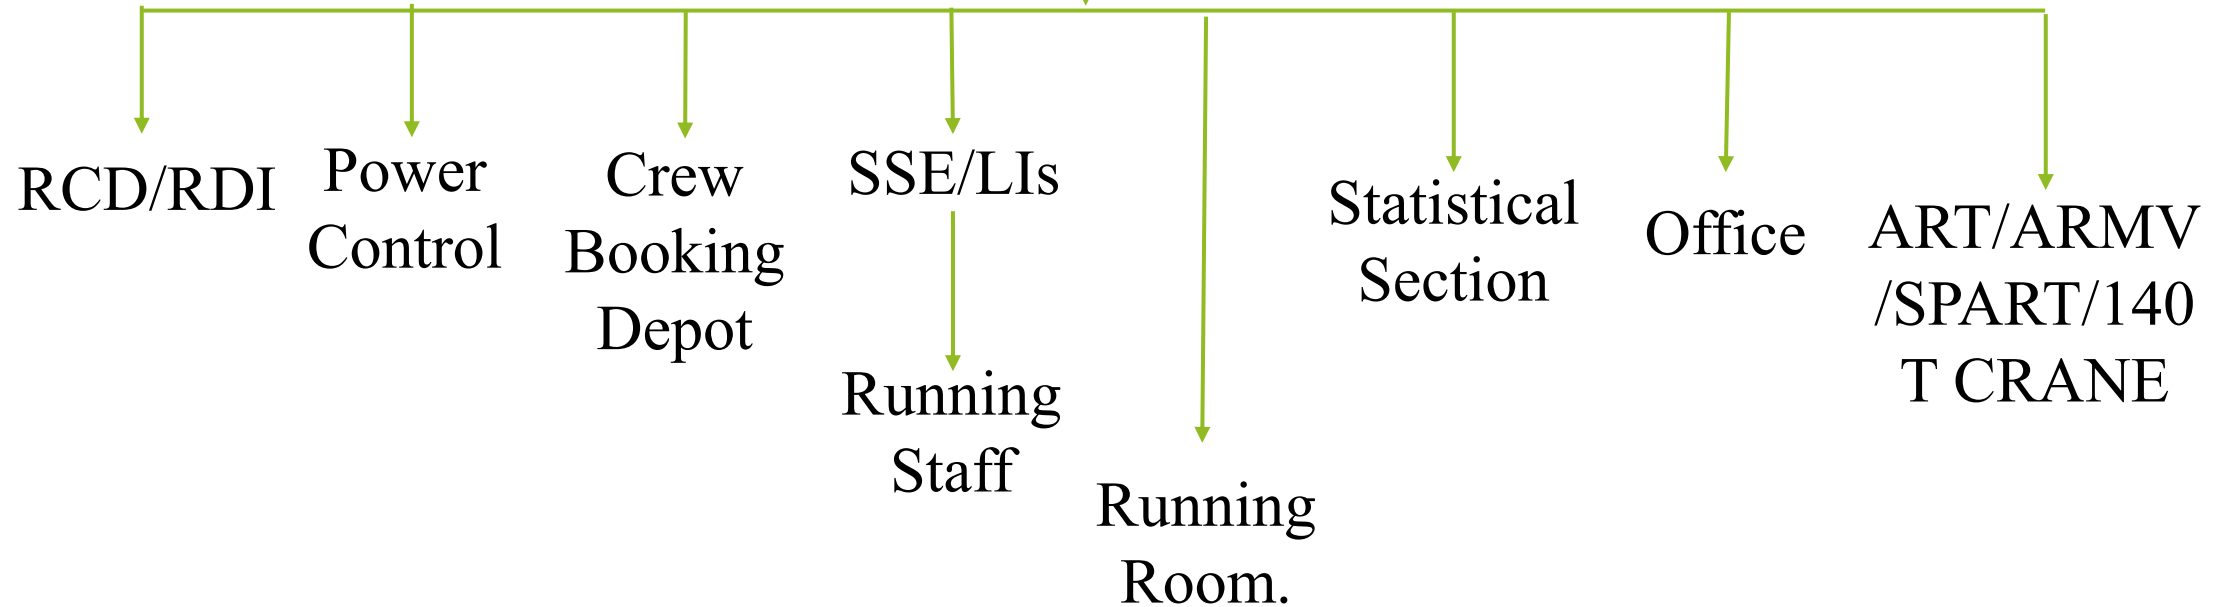 RCD/RDI
Power
Control
Crew
Booking
Depot
SSE/LIs
Running
Staff
Running
Room.
Statistical
Section
Office
ART/ARMV
/SPART/140
T CRANE